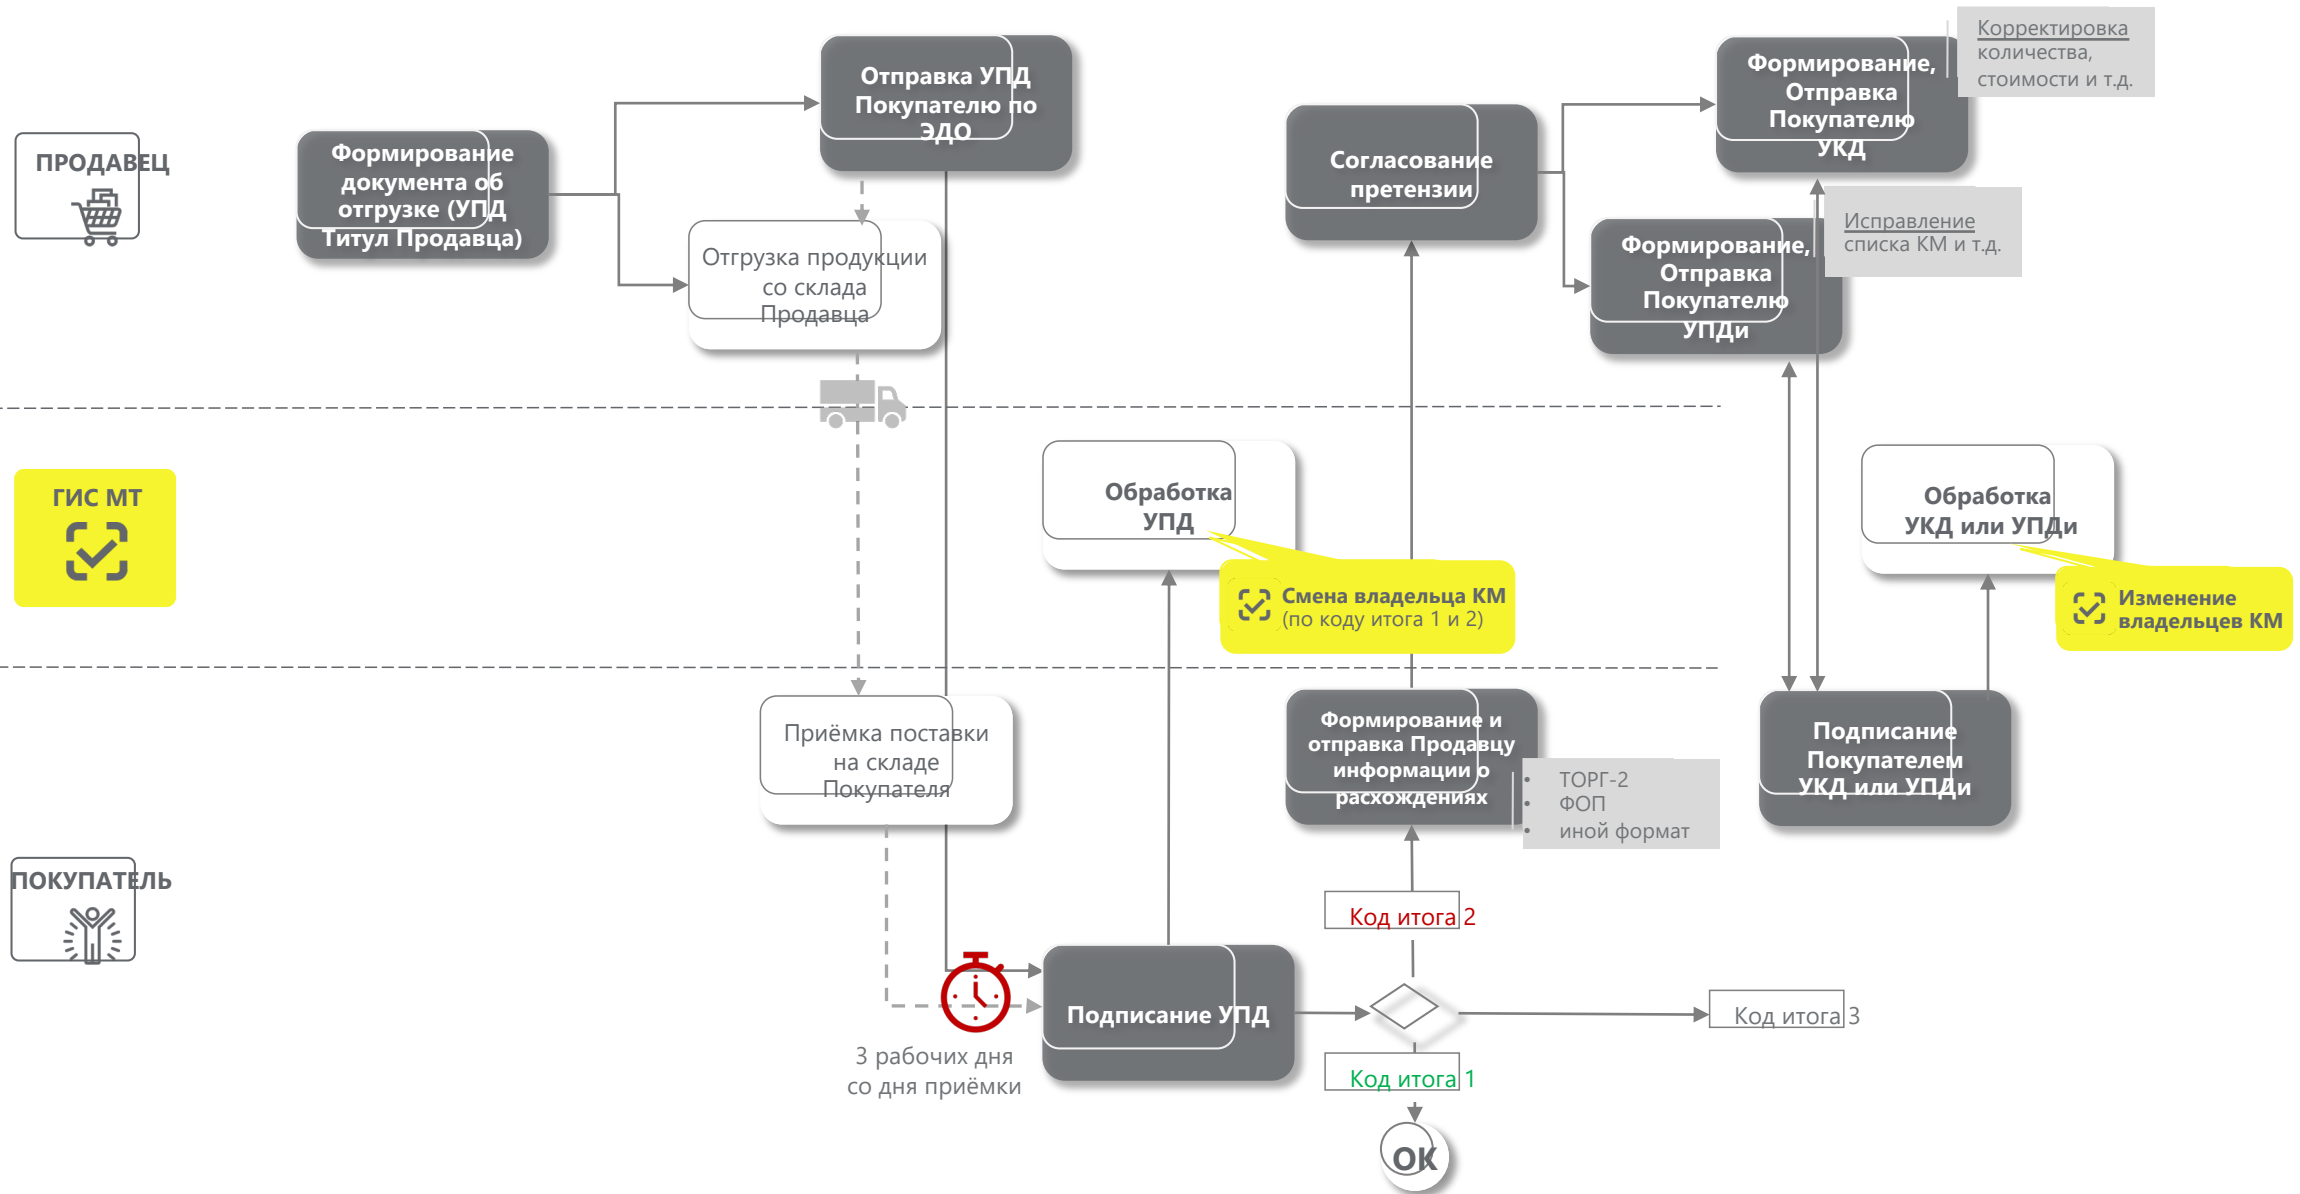 ПРОДАВЕЦ
Формирование
документа об
отгрузке (УПД
Титул Продавца)
Отправка УПД
Покупателю по
ЭДО
Отгрузка продукции
со склада
Продавца
Согласование
претензии
Формирование,
Отправка
Покупателю
УКД
Корректировка
количества,
стоимости и т.д.
Формирование,
Отправка
Покупателю
УПДи
Исправление
списка КМ и т.д.
ГИС МТ
Обработка
УПД
Смена владельца КМ
(по коду итога 1 и 2)
Обработка
УКД или УПДи
Изменение
владельцев КМ
ПОКУПАТЕЛЬ
Приёмка поставки
на складе
Покупателя
Формирование и
отправка Продавцу
информации о
расхождениях
• ТОРГ-2
• ФОП
• иной формат
Подписание
Покупателем
УКД или УПДи
Код итога 2
Подписание УПД
Код итога 3
3 рабочих дня
со дня приёмки
Код итога 1
ОК